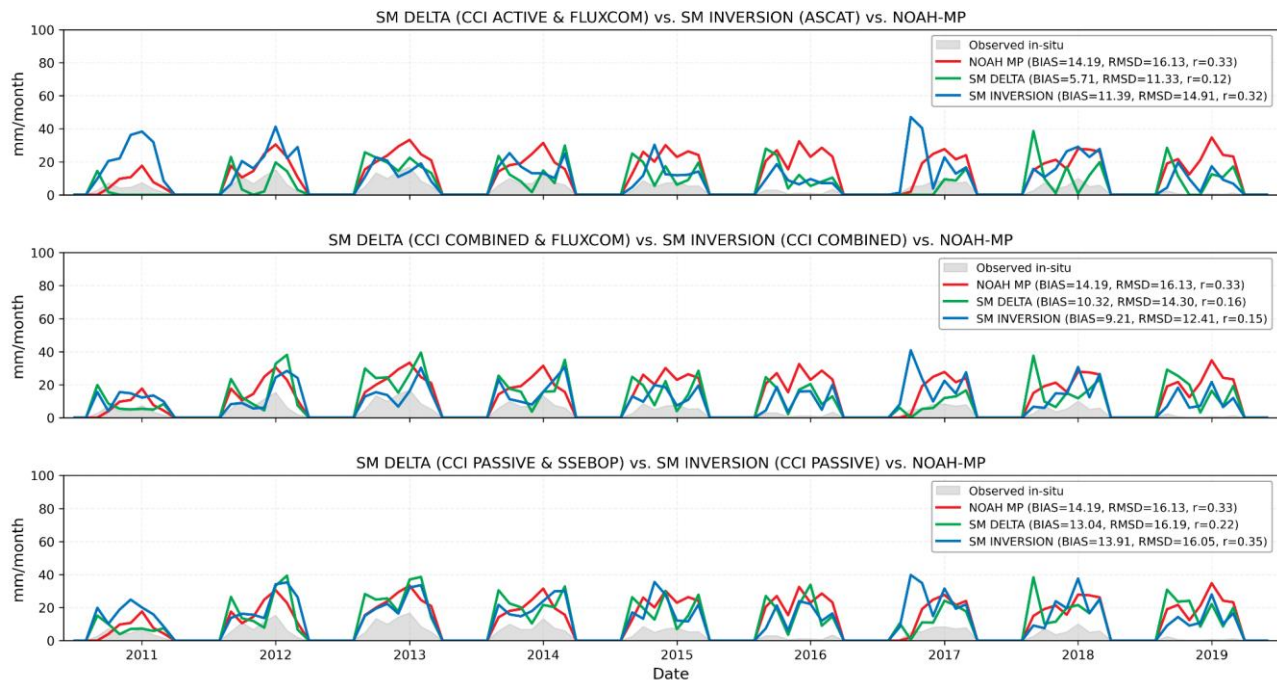 SM DELTA (CCI ACTIVE & FLUXCOM) vs. SM INVERSION (ASCAT) vs. NOAH-MP
100
80
60
40
20
0
mm/month
Observed in-situ
NOAH MP (BIAS=14.19, RMSD=16.13, r=0.33)
SM DELTA (BIAS=5.71, RMSD=11.33, r=0.12)
SM INVERSION (BIAS=11.39, RMSD=14.91, r=0.32)
SM DELTA (CCI COMBINED & FLUXCOM) vs. SM INVERSION (CCI COMBINED) vs. NOAH-MP
100
80
60
40
20
0
mm/month
Observed in-situ
NOAH MP (BIAS=14.19, RMSD=16.13, r=0.33)
SM DELTA (BIAS=10.32, RMSD=14.30, r=0.16)
SM INVERSION (BIAS=9.21, RMSD=12.41, r=0.15)
SM DELTA (CCI PASSIVE & SSEBOP) vs. SM INVERSION (CCI PASSIVE) vs. NOAH-MP
100
80
60
40
20
0
mm/month
Observed in-situ
NOAH MP (BIAS=14.19, RMSD=16.13, r=0.33)
SM DELTA (BIAS=13.04, RMSD=16.19, r=0.22)
SM INVERSION (BIAS=13.91, RMSD=16.05, r=0.35)
2011 2012 2013 2014 2015 2016 2017 2018 2019
Date